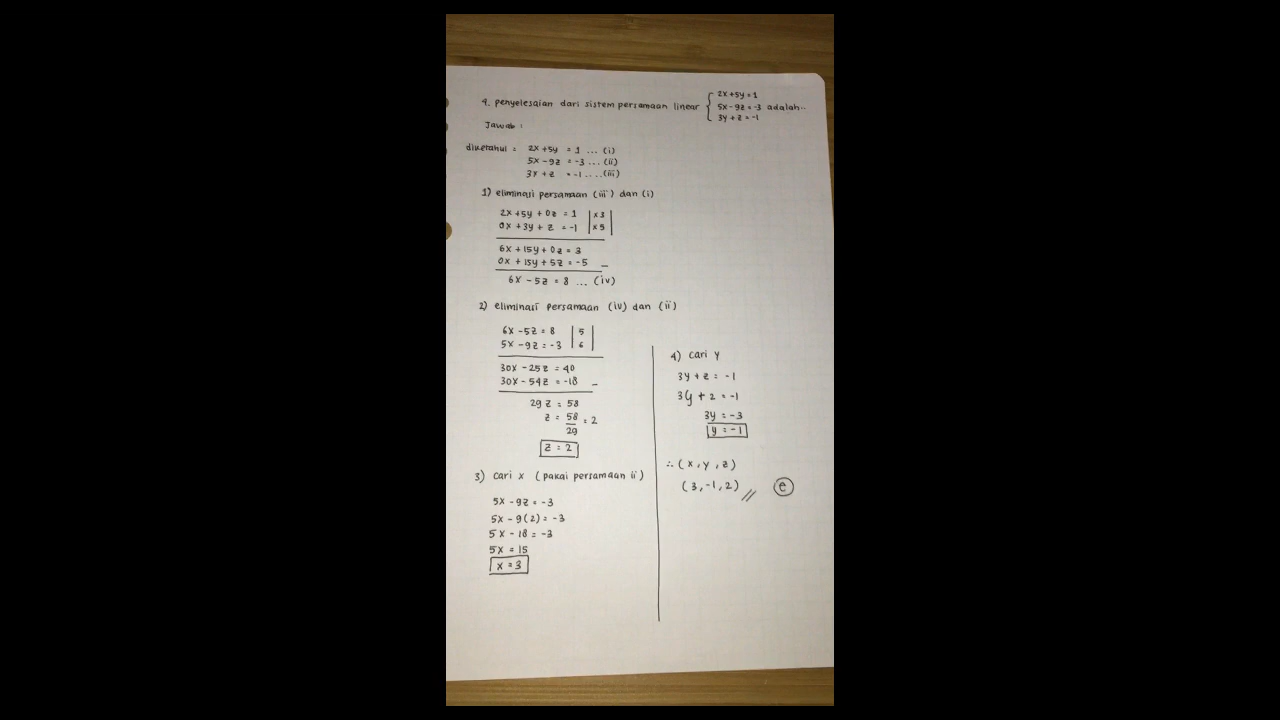 4. penyelesaian dari sistem persamaan linear { 2x+5y=1
5x-9z=-3 adalah..
3y+z=-1
Jawab :
diketahui = 2x+5y = 1 ... (i)
5x-9z = -3 ... (ii)
3y+z = -1 .... (iii)
1) eliminasi persamaan (iii) dan (i)
2x+5y+0z = 1 | x3 |
0x+3y+z = -1 | x5 |
6x+15y+0z = 3
0x+15y+5z = -5 _
6x-5z = 8 ... (iv)
2) eliminasi persamaan (iv) dan (ii)
6x-5z = 8 | 5 |
5x-9z = -3 | 6 |
30x-25z = 40
30x-54z = -18 _
29z = 58
z = 58/29 = 2
z = 2
3) cari x (pakai persamaan ii)
5x-9z = -3
5x-9(2) = -3
5x-18 = -3
5x = 15
x = 3
4) cari y
3y+z = -1
3y+2 = -1
3y = -3
y = -1
∴ (x,y,z)
(3,-1,2) // e